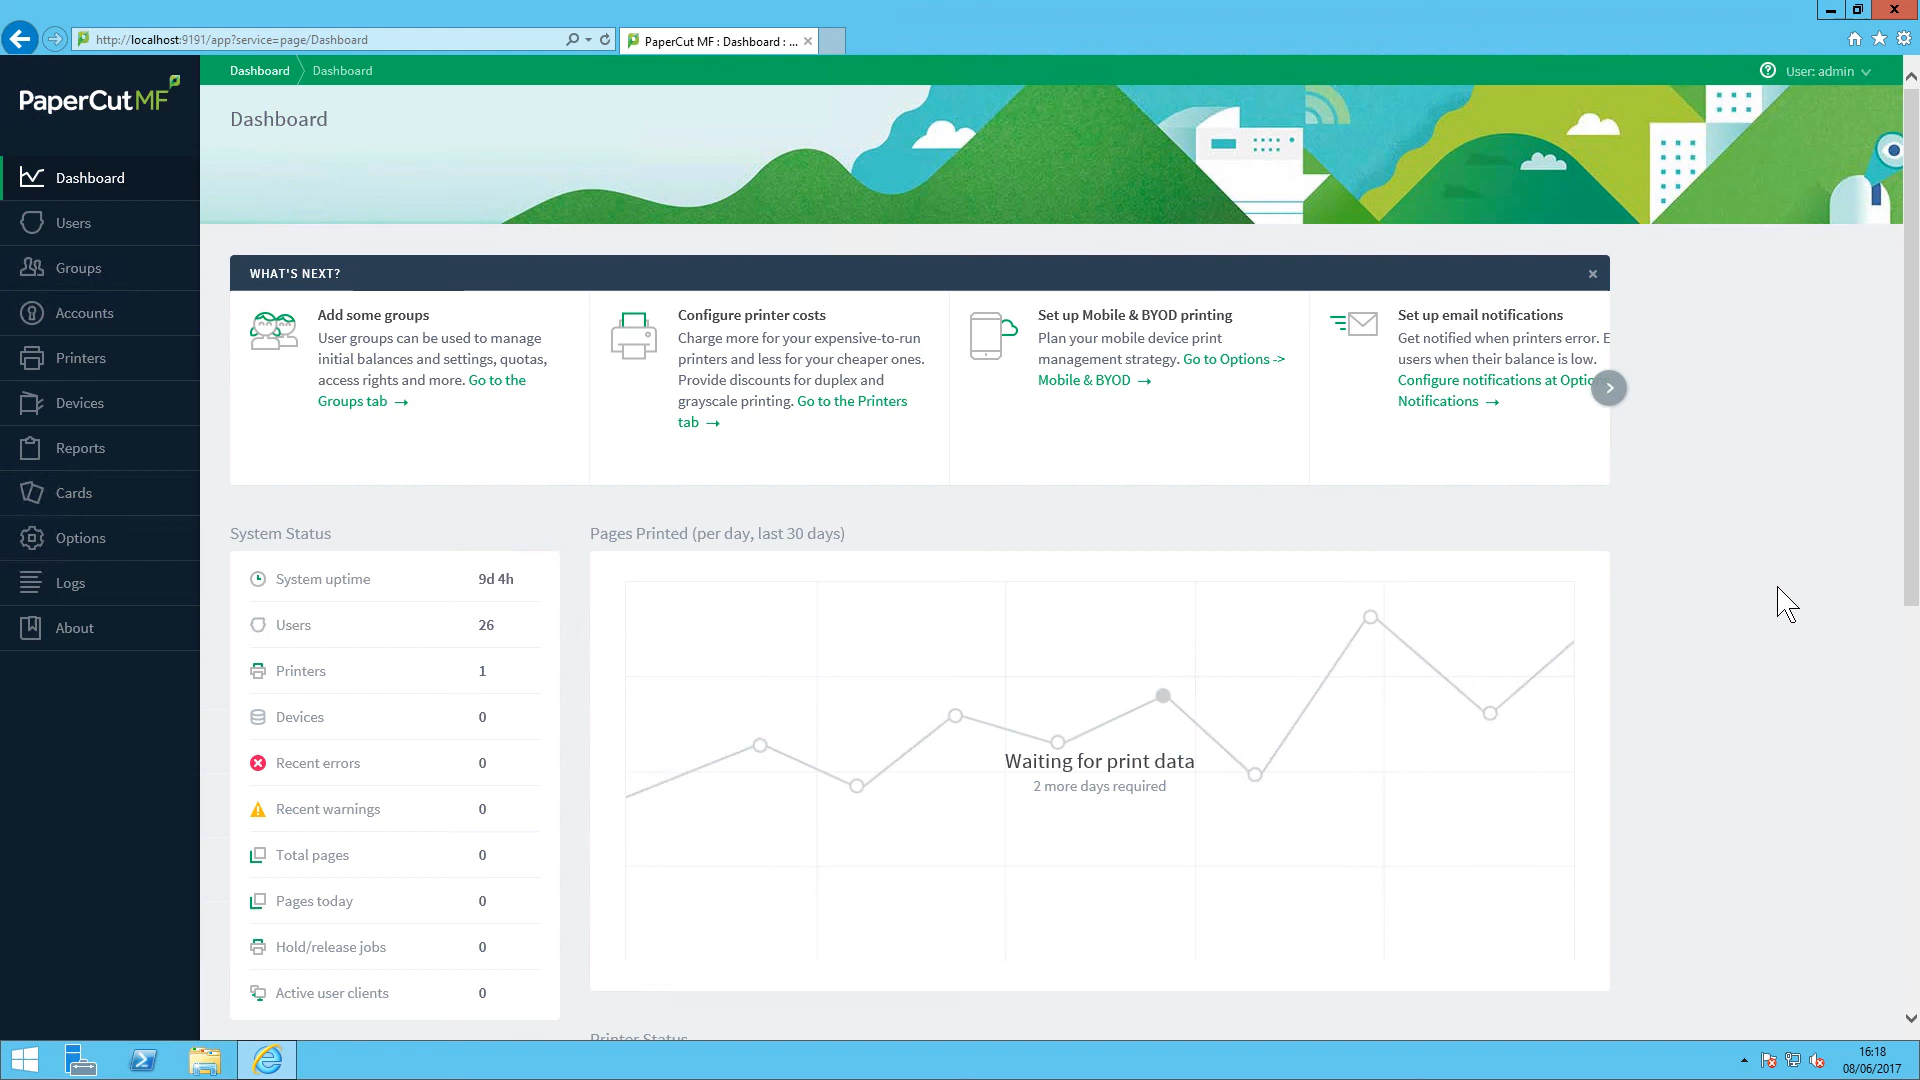 http://localhost:9191/app?service=page/Dashboard
PaperCut MF : Dashboard : ...
PaperCutMF
Dashboard
Dashboard
User: admin
Dashboard
Dashboard
Users
Groups
Accounts
Printers
Devices
Reports
Cards
Options
Logs
About
WHAT'S NEXT?
Add some groups
User groups can be used to manage
initial balances and settings, quotas,
access rights and more. Go to the
Groups tab →
Configure printer costs
Charge more for your expensive-to-run
printers and less for your cheaper ones.
Provide discounts for duplex and
grayscale printing. Go to the Printers
tab →
Set up Mobile & BYOD printing
Plan your mobile device print
management strategy. Go to Options ->
Mobile & BYOD →
Set up email notifications
Get notified when printers error. E
users when their balance is low.
Configure notifications at Optio
Notifications →
System Status
System uptime 9d 4h
Users 26
Printers 1
Devices 0
Recent errors 0
Recent warnings 0
Total pages 0
Pages today 0
Hold/release jobs 0
Active user clients 0
Pages Printed (per day, last 30 days)
Waiting for print data
2 more days required
Printer Status
16:18
08/06/2017